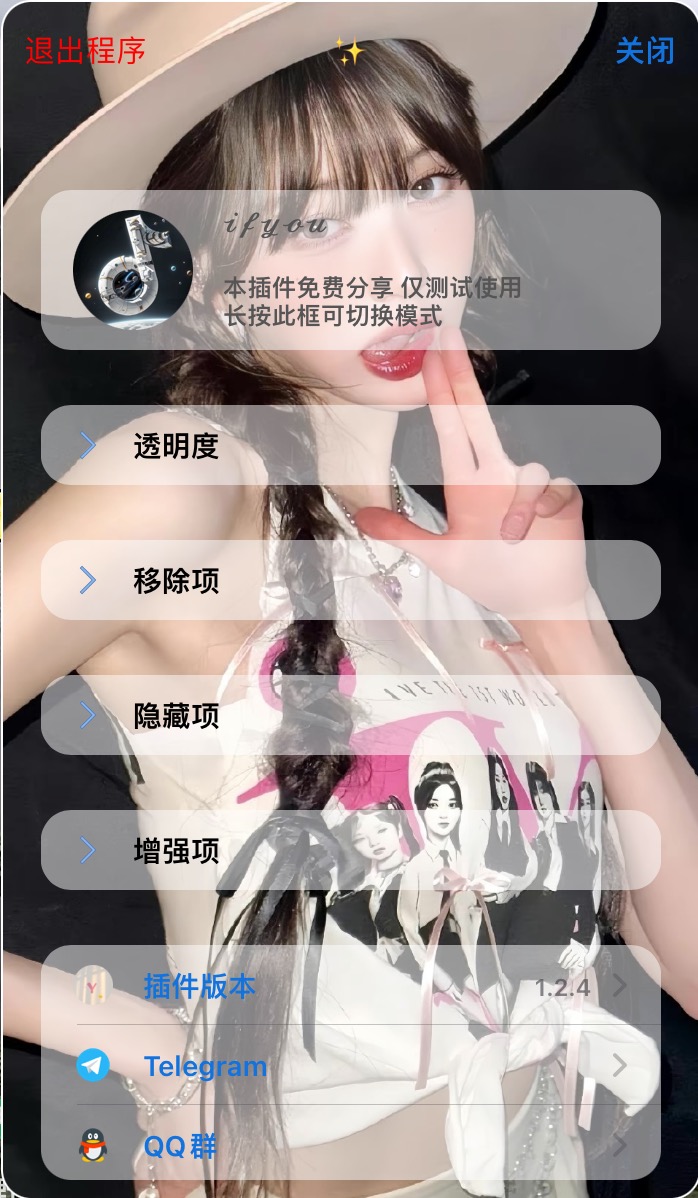 退出程序
✨
关闭
ifyou
本插件免费分享 仅测试使用
长按此框可切换模式
透明度
移除项
隐藏项
增强项
Y
插件版本
1.2.4
Telegram
QQ群